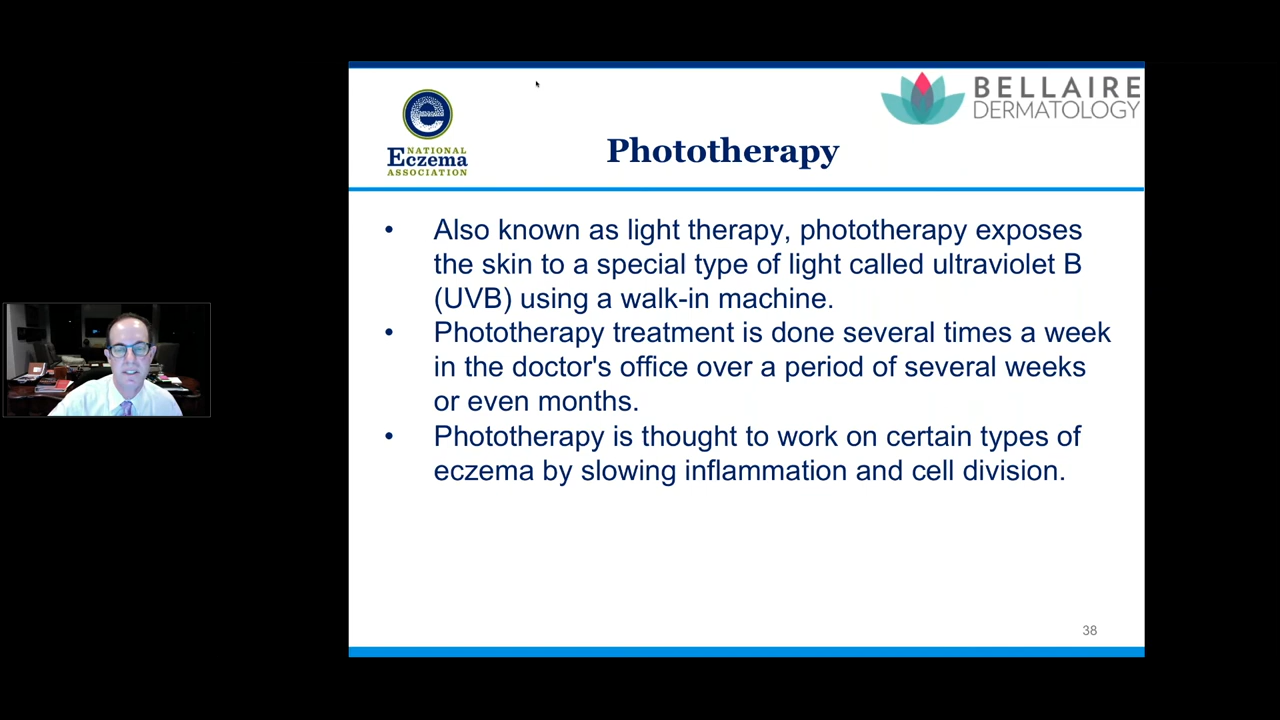 BELLAIRE
DERMATOLOGY
e
NATIONAL
Eczema
ASSOCIATION
Phototherapy
• Also known as light therapy, phototherapy exposes
the skin to a special type of light called ultraviolet B
(UVB) using a walk-in machine.
• Phototherapy treatment is done several times a week
in the doctor's office over a period of several weeks
or even months.
• Phototherapy is thought to work on certain types of
eczema by slowing inflammation and cell division.
38